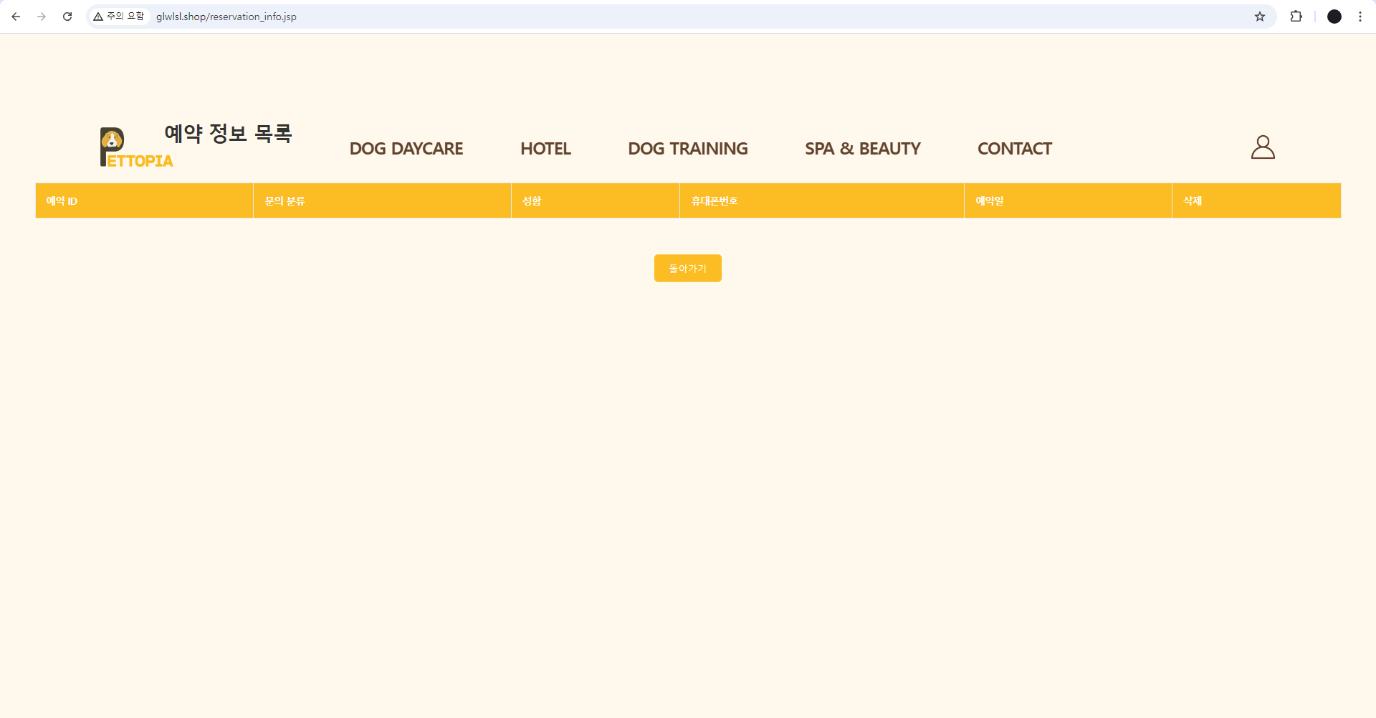 주의 요함 glwlsl.shop/reservation_info.jsp
예약 정보 목록
PETTOPIA
DOG DAYCARE HOTEL DOG TRAINING SPA & BEAUTY CONTACT
예약 ID 문의 분류 성함 휴대폰번호 예약일 삭제
돌아가기